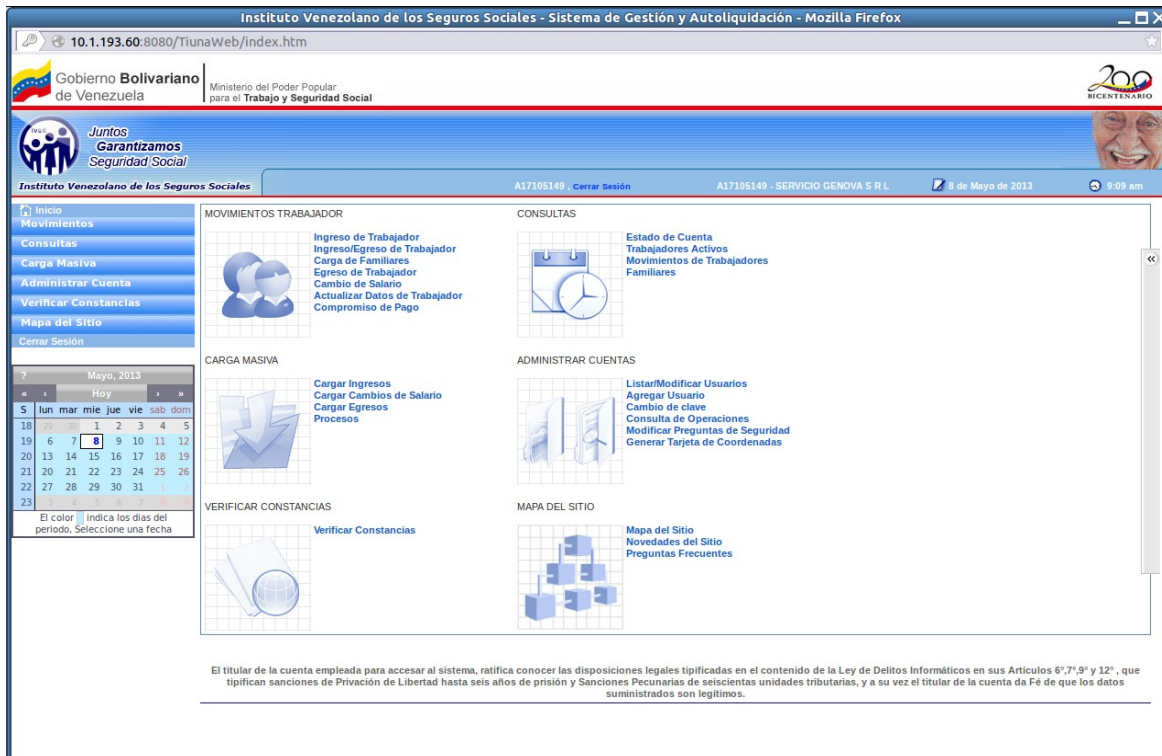 Instituto Venezolano de los Seguros Sociales - Sistema de Gestión y Autoliquidación - Mozilla Firefox
10.1.193.60:8080/TiunaWeb/index.htm
Gobierno Bolivariano
de Venezuela
Ministerio del Poder Popular
para el Trabajo y Seguridad Social
200
BICENTENARIO
IVSS
Juntos
Garantizamos
Seguridad Social
Instituto Venezolano de los Seguros Sociales
A17105149 , Cerrar Sesión
A17105149 - SERVICIO GENOVA S R L
8 de Mayo de 2013
9:09 am
Inicio
Movimientos
Consultas
Carga Masiva
Administrar Cuenta
Verificar Constancias
Mapa del Sitio
Cerrar Sesión
? Mayo, 2013
« ‹ Hoy › »
S lun mar mie jue vie sab dom
18 29 30 1 2 3 4 5
19 6 7 8 9 10 11 12
20 13 14 15 16 17 18 19
21 20 21 22 23 24 25 26
22 27 28 29 30 31 1 2
23 3 4 5 6 7
El color indica los dias del
periodo, Seleccione una fecha
MOVIMIENTOS TRABAJADOR
Ingreso de Trabajador
Ingreso/Egreso de Trabajador
Carga de Familiares
Egreso de Trabajador
Cambio de Salario
Actualizar Datos de Trabajador
Compromiso de Pago
CONSULTAS
Estado de Cuenta
Trabajadores Activos
Movimientos de Trabajadores
Familiares
«
CARGA MASIVA
Cargar Ingresos
Cargar Cambios de Salario
Cargar Egresos
Procesos
ADMINISTRAR CUENTAS
Listar/Modificar Usuarios
Agregar Usuario
Cambio de clave
Consulta de Operaciones
Modificar Preguntas de Seguridad
Generar Tarjeta de Coordenadas
VERIFICAR CONSTANCIAS
Verificar Constancias
MAPA DEL SITIO
Mapa del Sitio
Novedades del Sitio
Preguntas Frecuentes
El titular de la cuenta empleada para accesar al sistema, ratifica conocer las disposiciones legales tipificadas en el contenido de la Ley de Delitos Informáticos en sus Artículos 6º,7º,9º y 12º , que
tipifican sanciones de Privación de Libertad hasta seis años de prisión y Sanciones Pecunarias de seiscientas unidades tributarias, y a su vez el titular de la cuenta da Fé de que los datos
suministrados son legítimos.